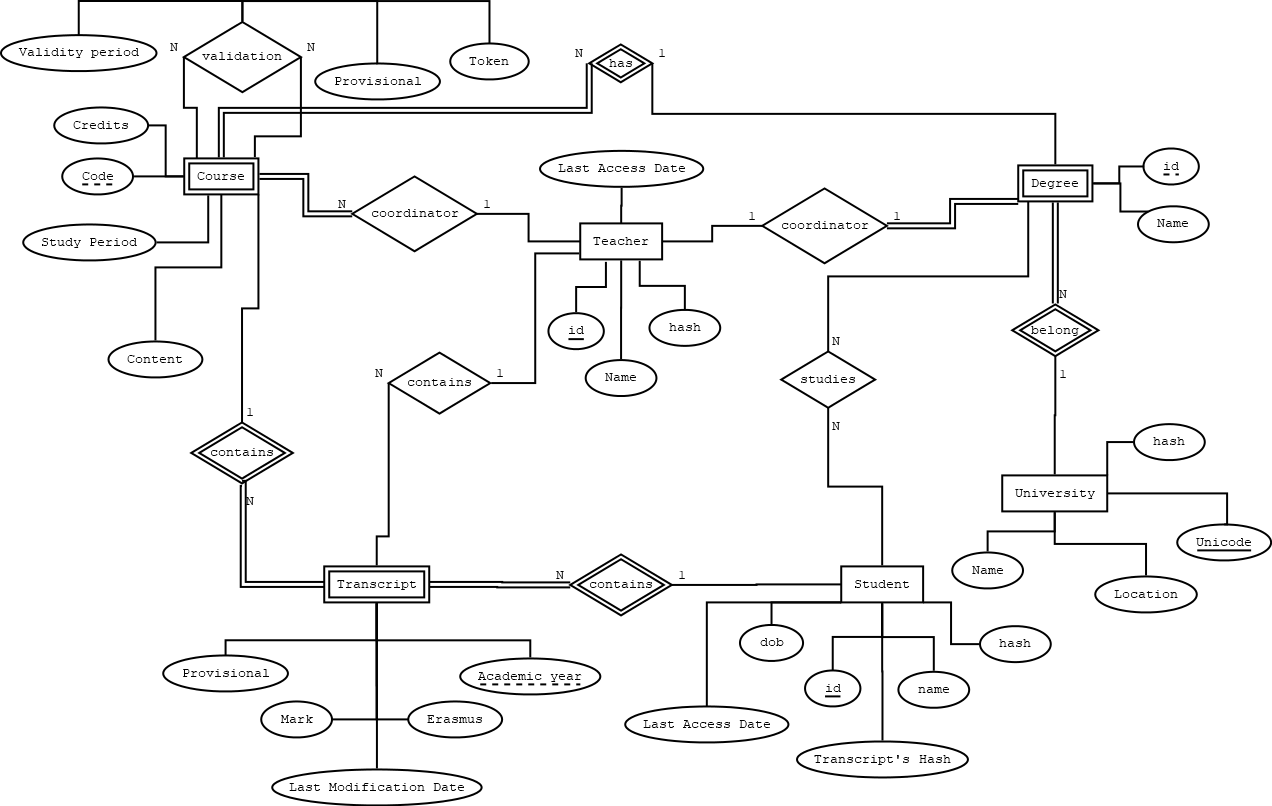 Validity period
N
validation
N
Provisional
Token
N
has
1
Credits
Code
Course
Last Access Date
id
Degree
Name
Study Period
N
coordinator
1
Teacher
1
coordinator
1
id
hash
Name
N
belong
1
Content
N
contains
1
N
studies
N
1
contains
N
hash
University
Unicode
Name
Location
Transcript
N
contains
1
Student
Provisional
Academic year
Mark
Erasmus
Last Modification Date
dob
hash
id
name
Last Access Date
Transcript's Hash